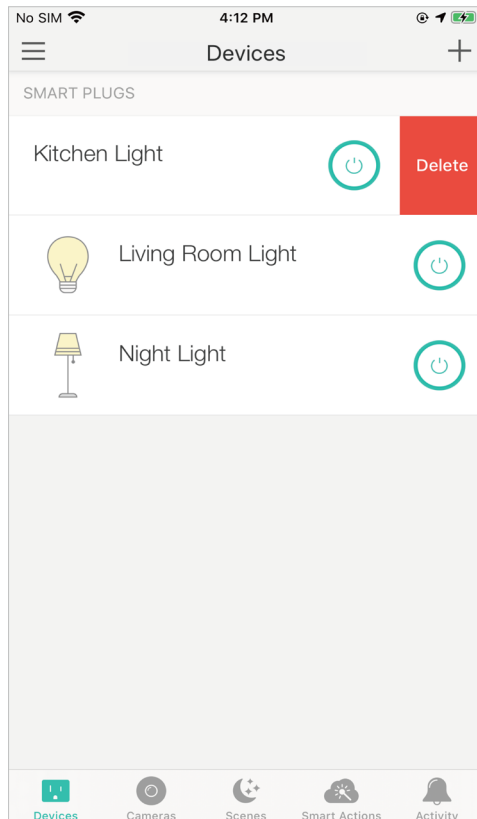 No SIM 4:12 PM
Devices
SMART PLUGS
Kitchen Light
Delete
Living Room Light
Night Light
Devices Cameras Scenes Smart Actions Activity